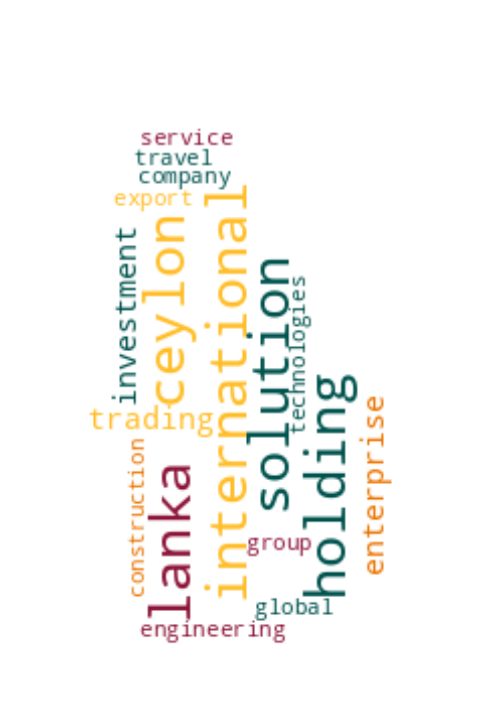 service
travel
company
export
international
ceylon
investment
solution
technologies
holding
enterprise
trading
construction
lanka
group
global
engineering